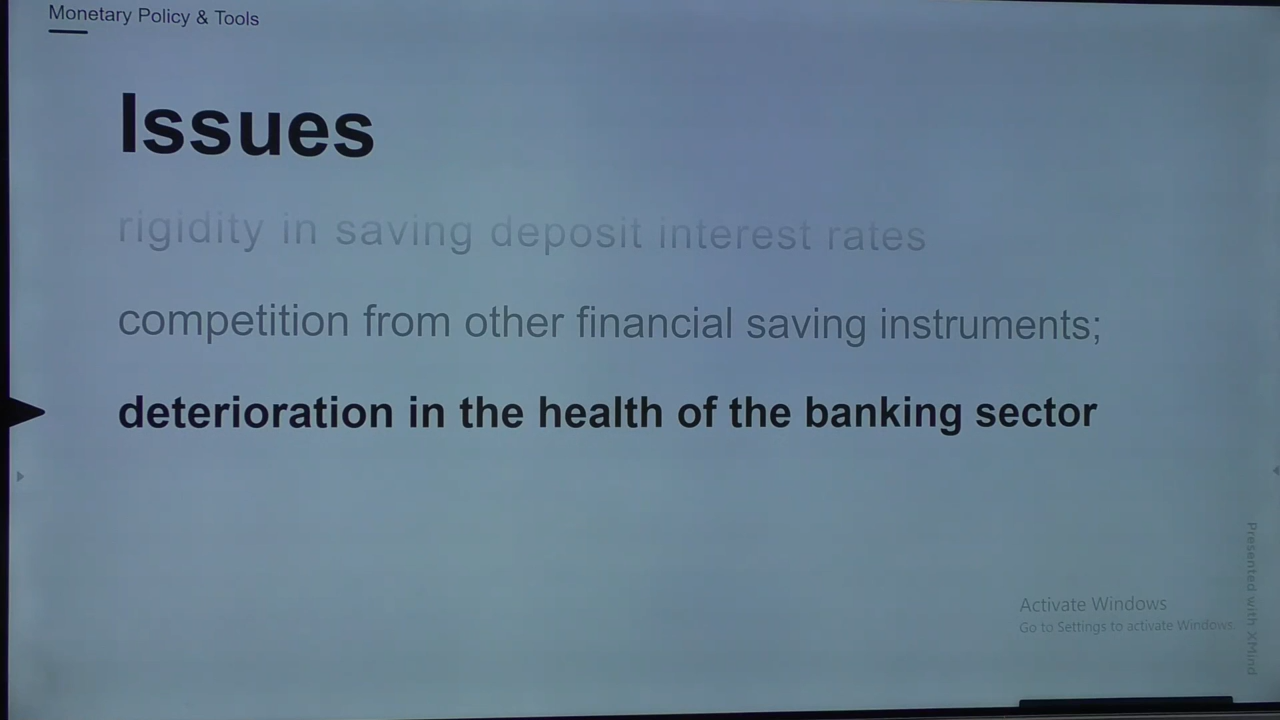 Monetary Policy & Tools
Issues
rigidity in saving deposit interest rates
competition from other financial saving instruments;
deterioration in the health of the banking sector
Activate Windows
Go to Settings to activate Windows.
Presented with XMind